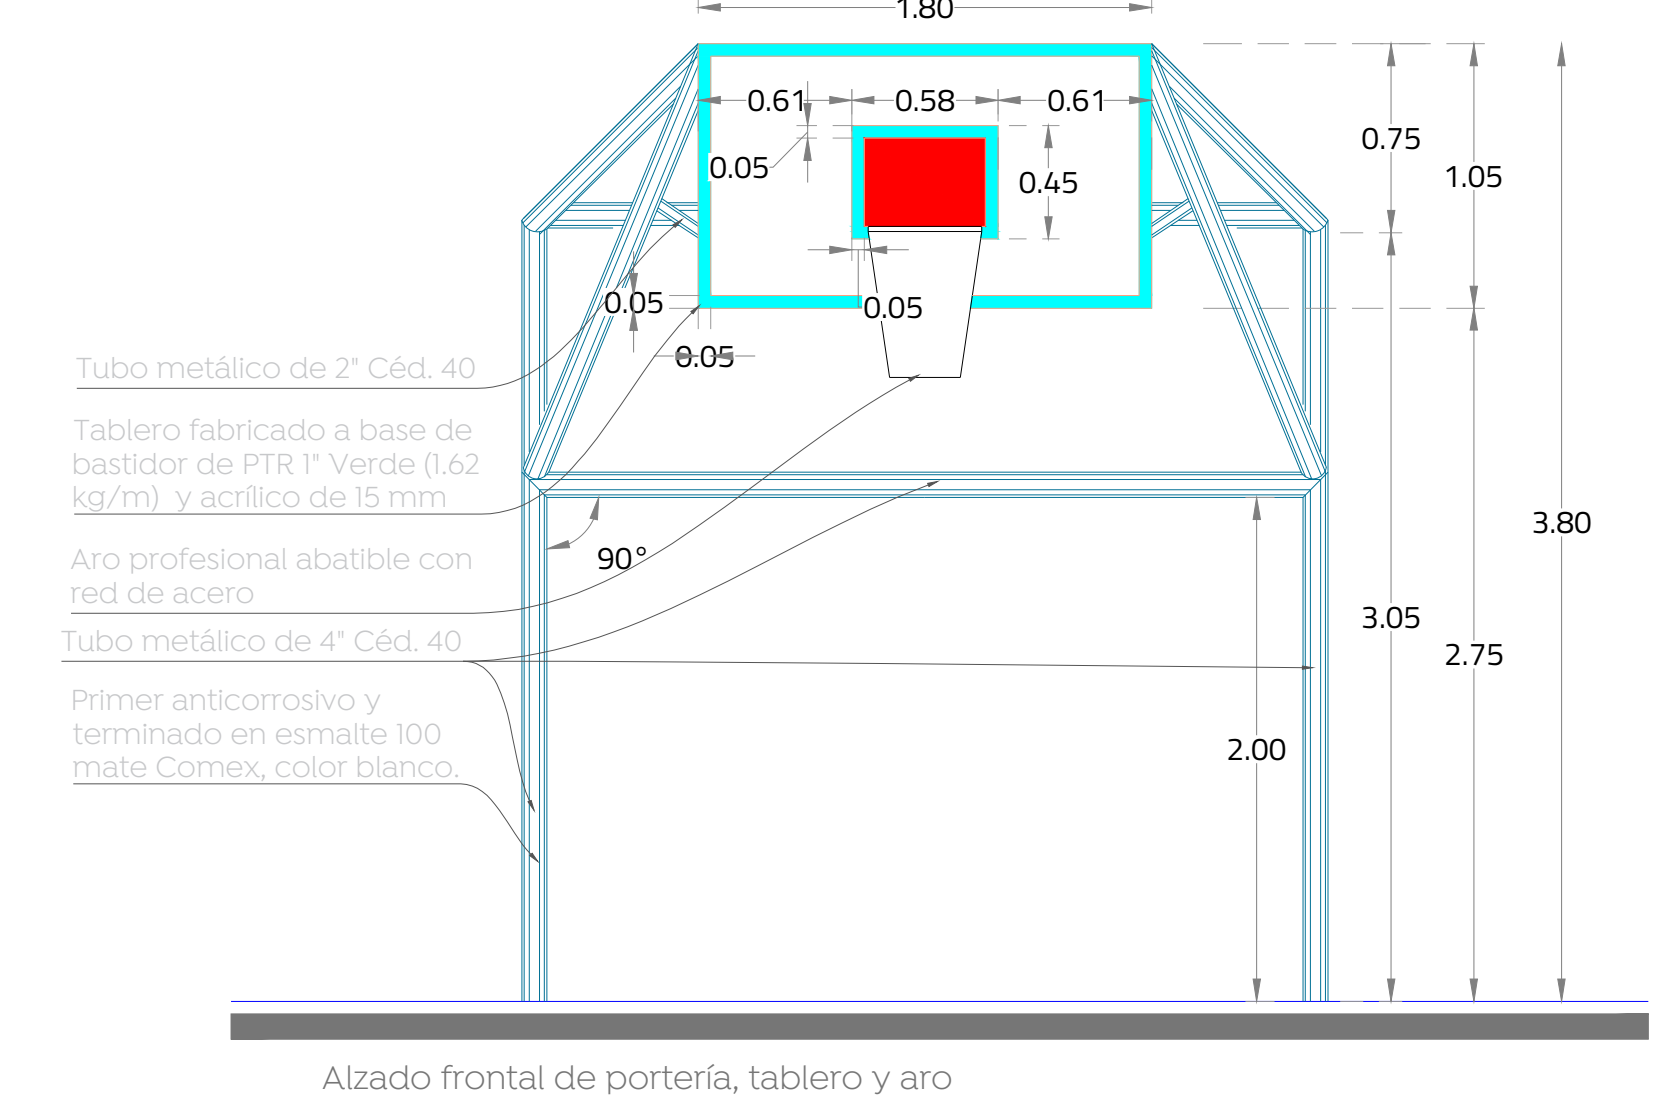 1.80
0.61 0.58 0.61
0.75
0.05
0.45
1.05
0.05
0.05
0.05
Tubo metálico de 2" Céd. 40
Tablero fabricado a base de
bastidor de PTR 1" Verde (1.62
kg/m) y acrílico de 15 mm
3.80
90°
Aro profesional abatible con
red de acero
3.05
Tubo metálico de 4" Céd. 40
2.75
Primer anticorrosivo y
terminado en esmalte 100
mate Comex, color blanco.
2.00
Alzado frontal de portería, tablero y aro